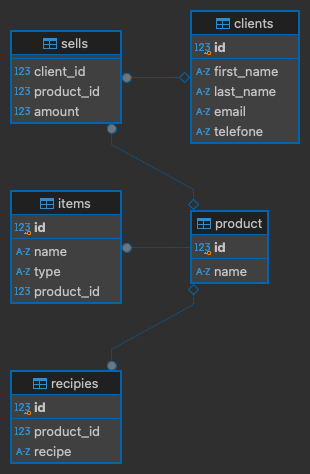 sells
123 client_id
123 product_id
123 amount
clients
123 id
A-Z first_name
A-Z last_name
A-Z email
A-Z telefone
items
123 id
A-Z name
A-Z type
123 product_id
product
123 id
A-Z name
recipies
123 id
123 product_id
A-Z recipe